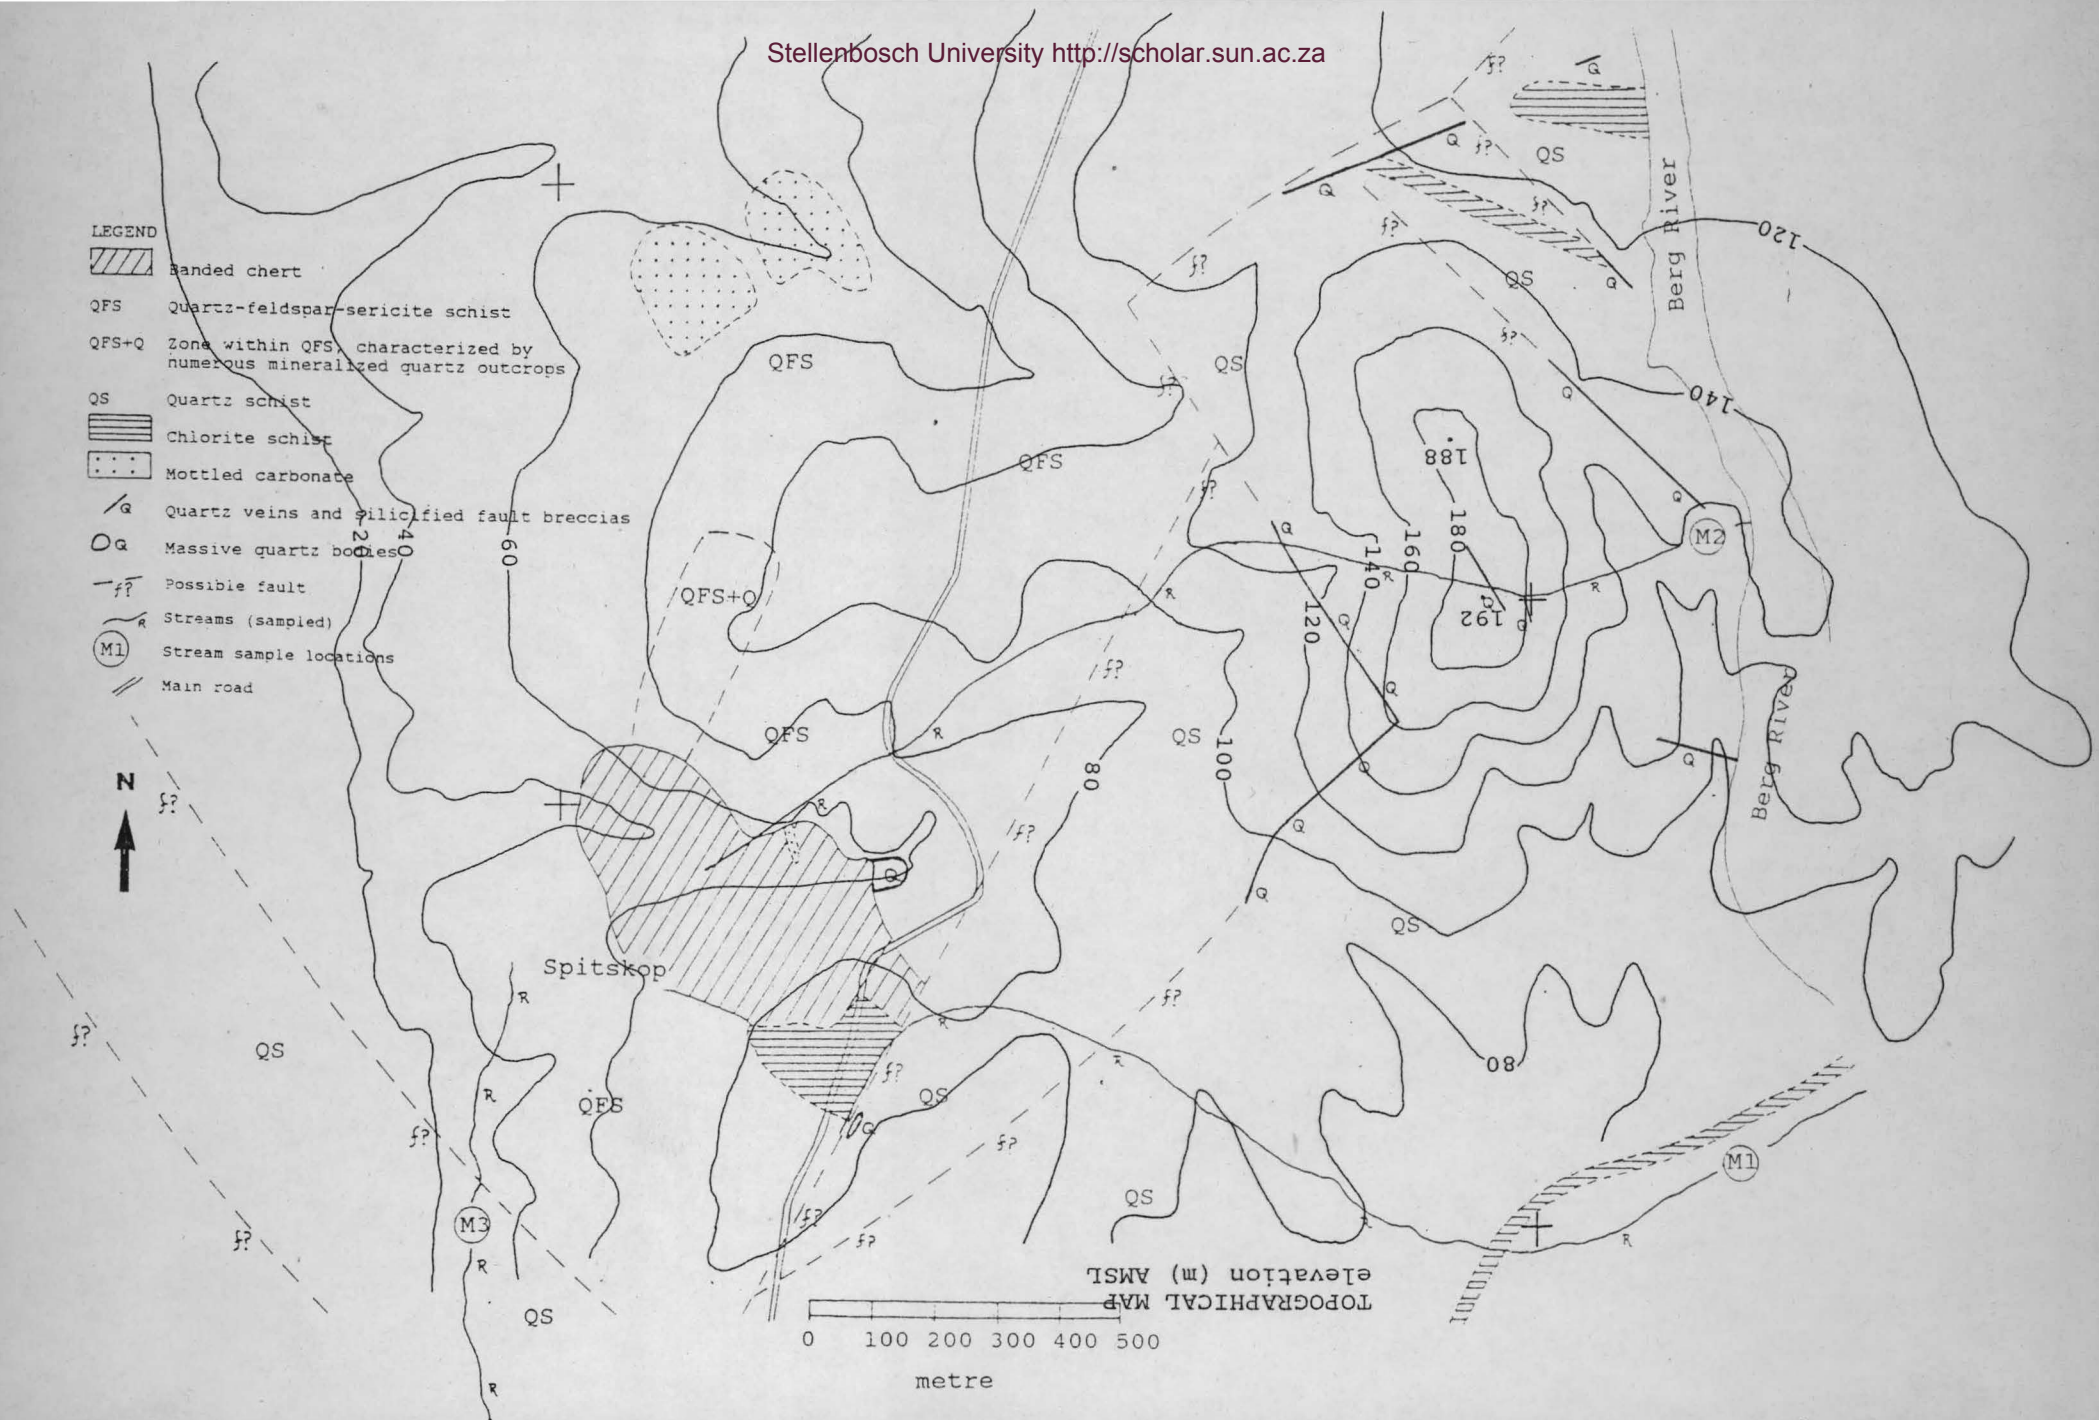 Stellenbosch University http://scholar.sun.ac.za
LEGEND
Banded chert
QFS Quartz-feldspar-sericite schist
QFS+Q Zone within QFS, characterized by
numerous mineralized quartz outcrops
QS Quartz schist
Chlorite schist
Mottled carbonate
Q Quartz veins and silicified fault breccias
Q Massive quartz bodies
f? Possible fault
R Streams (sampled)
M1 Stream sample locations
Main road
N
f?
Q
Q
f?
QS
Q
f?
f?
Berg River
120
f?
QS
Q
f?
QFS
QS
f?
Q
140
188
QFS
f?
Q
M2
20
40
60
Q
140
160
180
R
R
QFS+Q
R
Q
192
Q
120
Q
f?
Q
Berg River
QFS
R
QS
100
80
Q
Q
f?
R
f?
Q
Q
Q
QS
Spitskop
R
f?
R
f?
QS
R
f?
80
R
QFS
QS
f?
Q
f?
M1
QS
M3
f?
f?
f?
R
R
R
QS
R
TOPOGRAPHICAL MAP
elevation (m) AMSL
0 100 200 300 400 500
metre